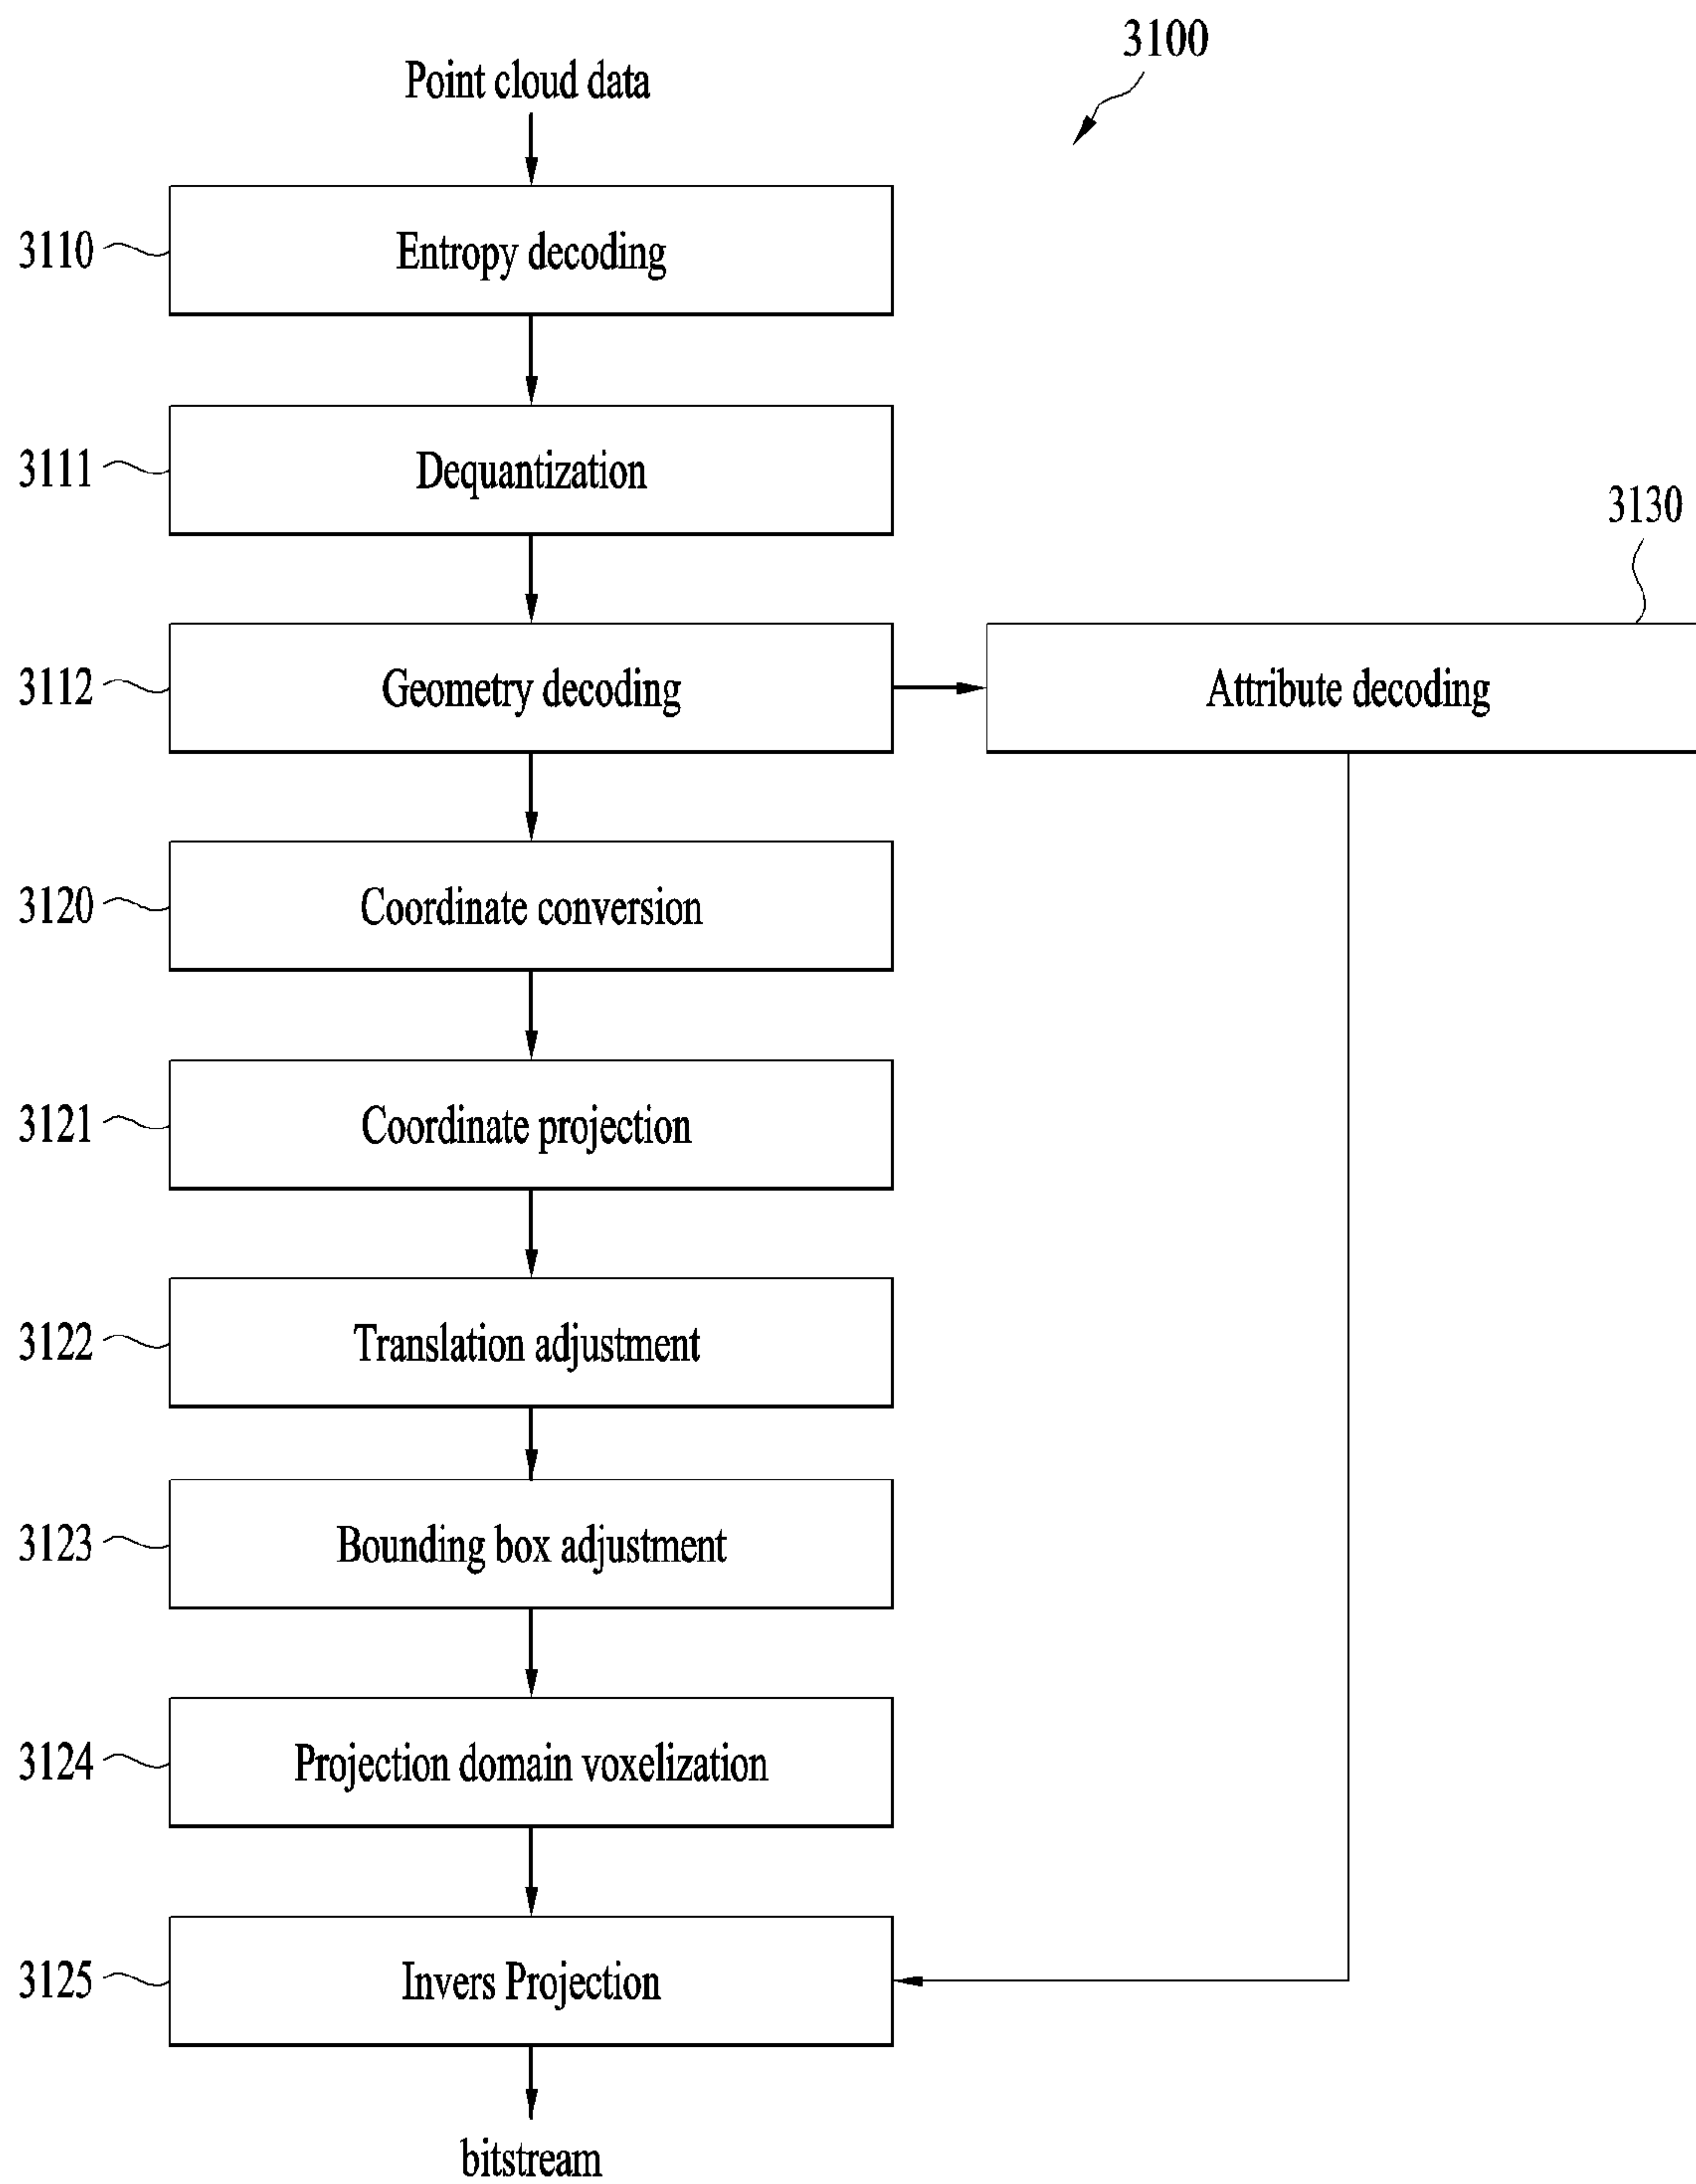 3100
Point cloud data
3110 Entropy decoding
3111 Dequantization
3130
3112 Geometry decoding Attribute decoding
3120 Coordinate conversion
3121 Coordinate projection
3122 Translation adjustment
3123 Bounding box adjustment
3124 Projection domain voxelization
3125 Invers Projection
bitstream